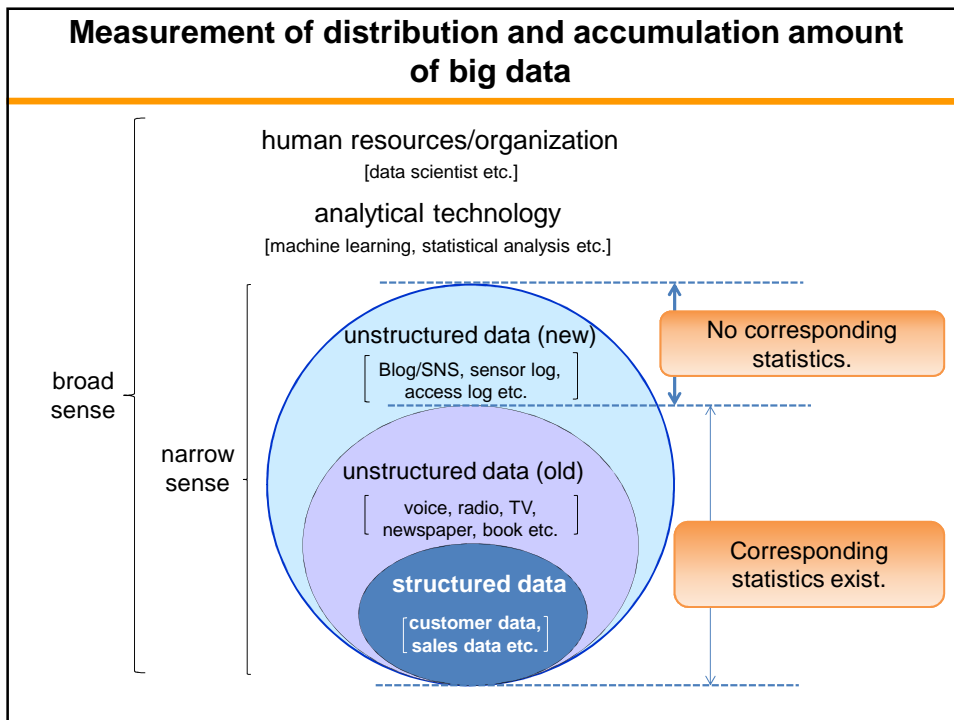 Measurement of distribution and accumulation amount
of big data
human resources/organization
[data scientist etc.]
analytical technology
[machine learning, statistical analysis etc.]
unstructured data (new)
Blog/SNS, sensor log,
access log etc.
No corresponding
statistics.
broad
sense
narrow
sense
unstructured data (old)
voice, radio, TV,
newspaper, book etc.
Corresponding
statistics exist.
structured data
customer data,
sales data etc.